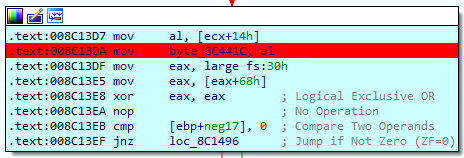 .text:008C13D7 mov     al, [ecx+14h]
.text:008C13DA mov     byte_8C441C, al
.text:008C13DF mov     eax, large fs:30h
.text:008C13E5 mov     eax, [eax+68h]
.text:008C13E8 xor     eax, eax        ; Logical Exclusive OR
.text:008C13EA nop                     ; No Operation
.text:008C13EB cmp     [ebp+neg17], 0  ; Compare Two Operands
.text:008C13EF jnz     loc_8C1496      ; Jump if Not Zero (ZF=0)